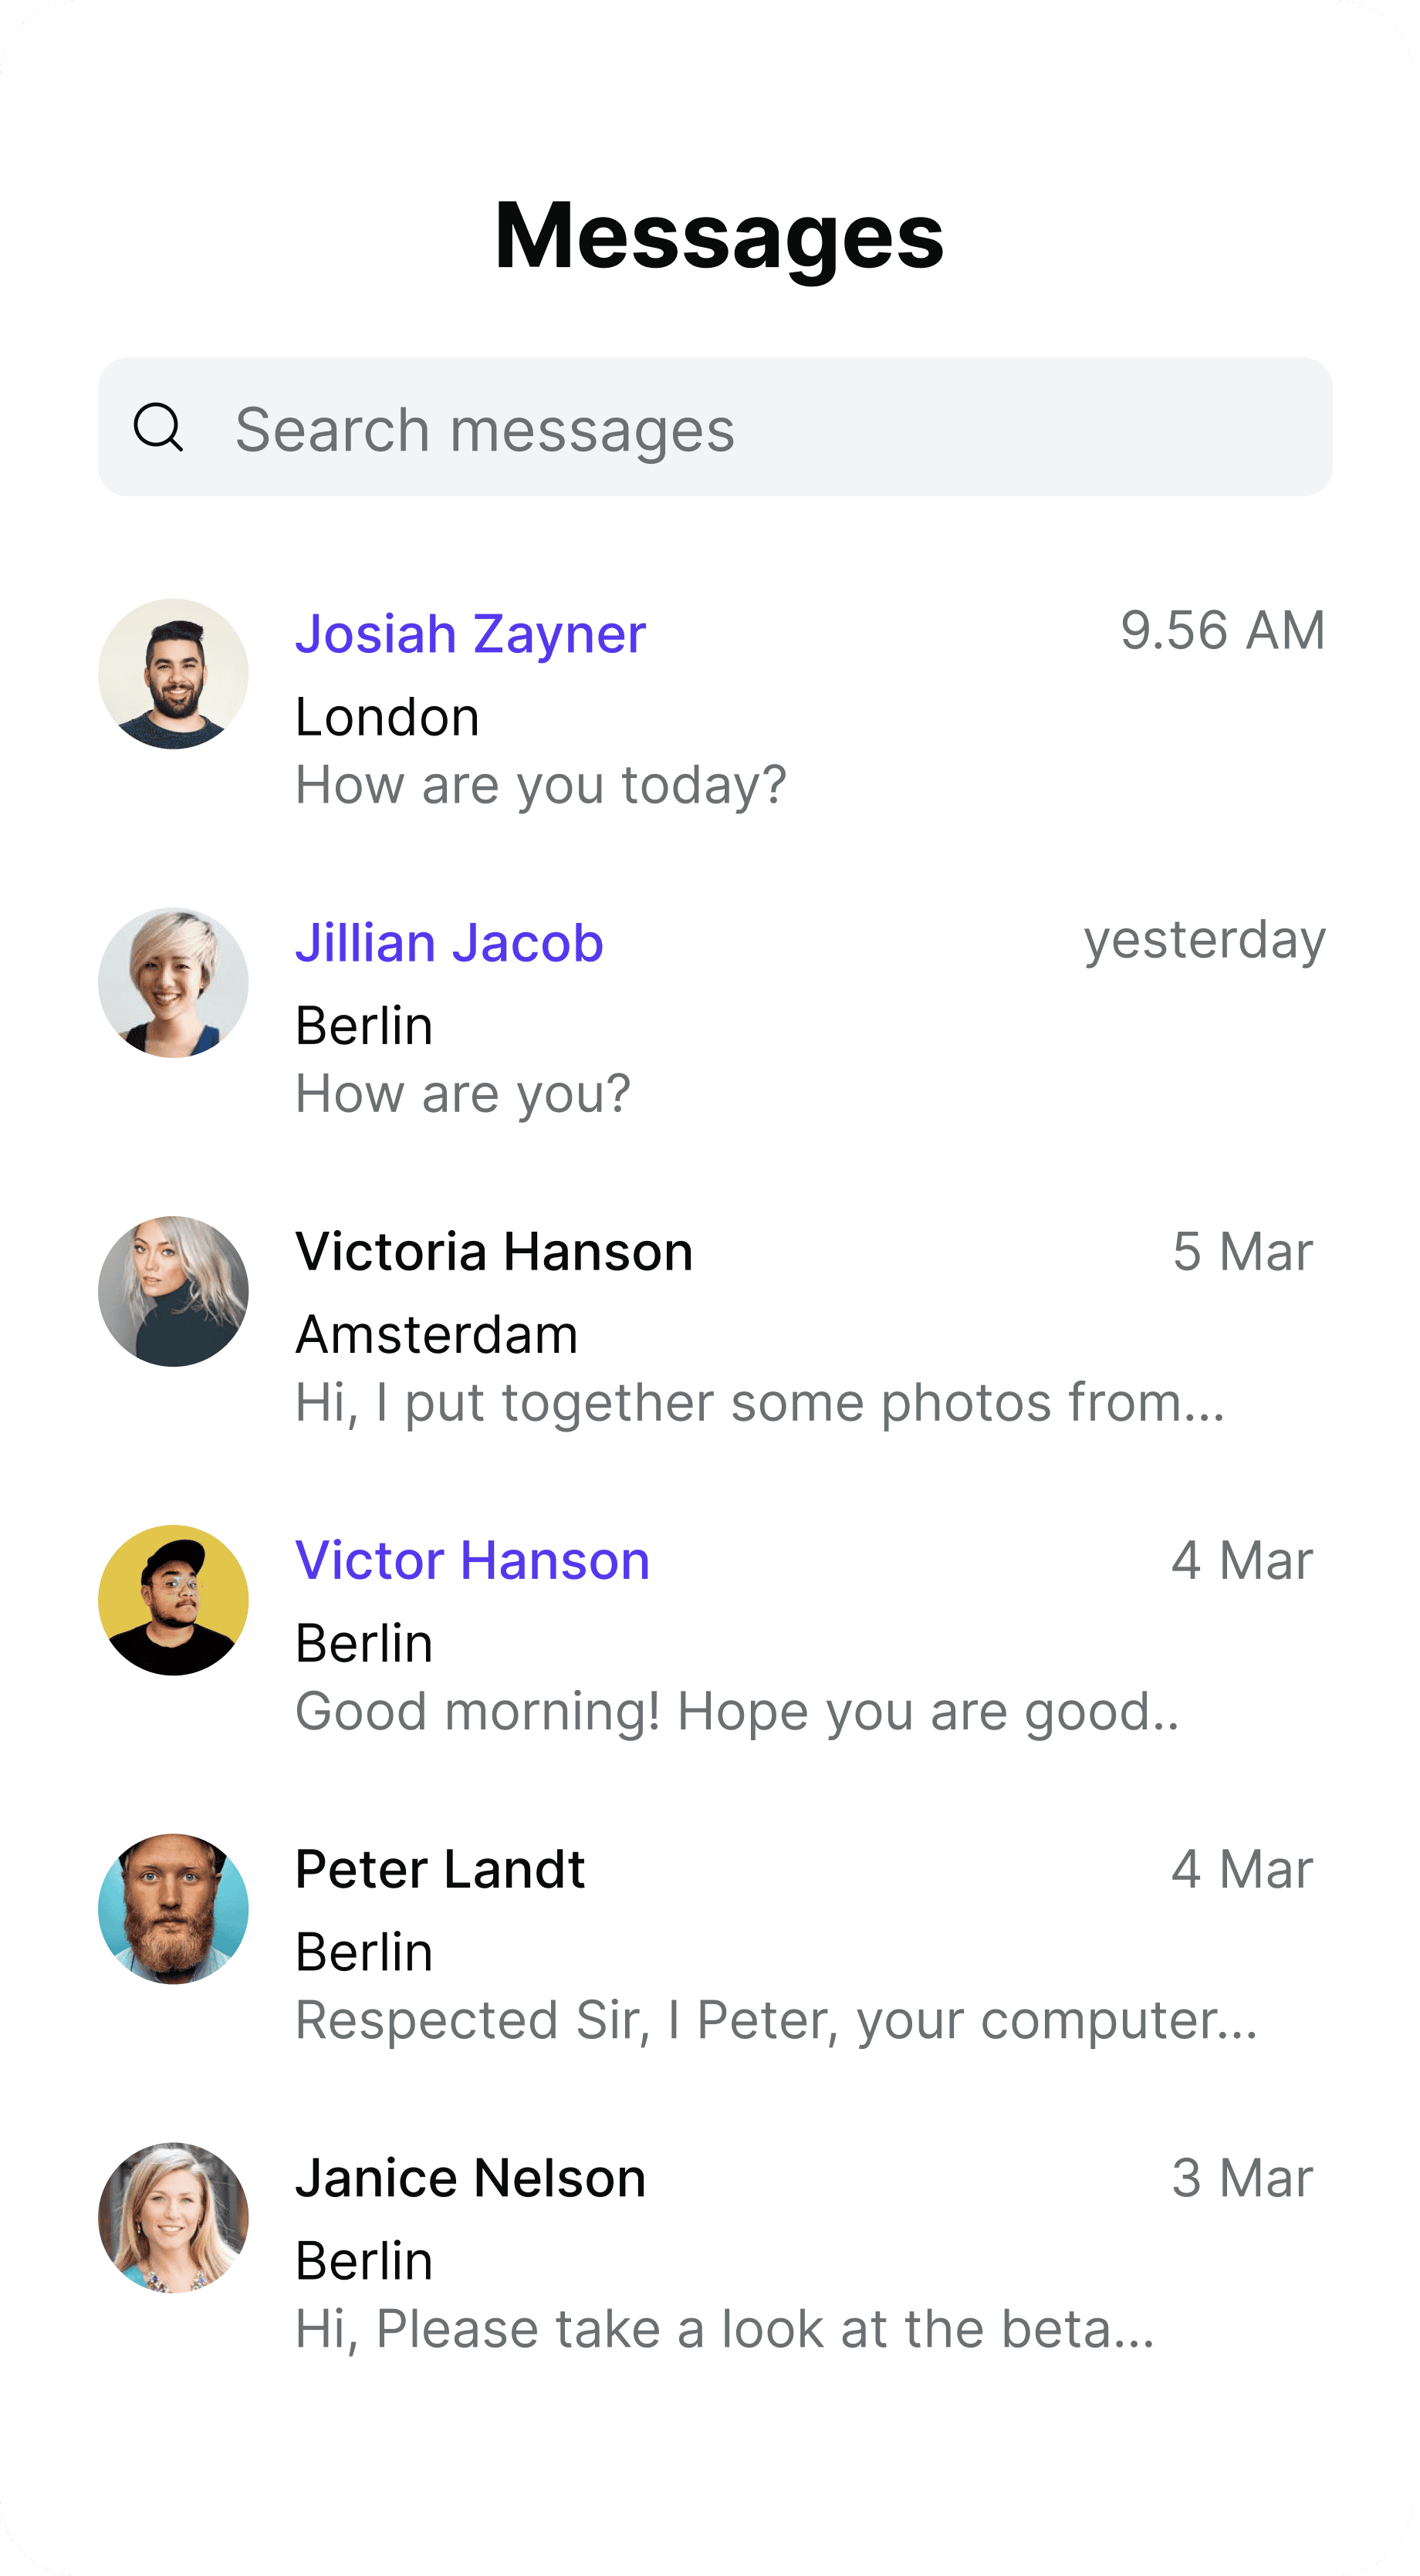 Messages
Search messages
Josiah Zayner 9.56 AM
London
How are you today?
Jillian Jacob yesterday
Berlin
How are you?
Victoria Hanson 5 Mar
Amsterdam
Hi, I put together some photos from...
Victor Hanson 4 Mar
Berlin
Good morning! Hope you are good..
Peter Landt 4 Mar
Berlin
Respected Sir, I Peter, your computer...
Janice Nelson 3 Mar
Berlin
Hi, Please take a look at the beta...